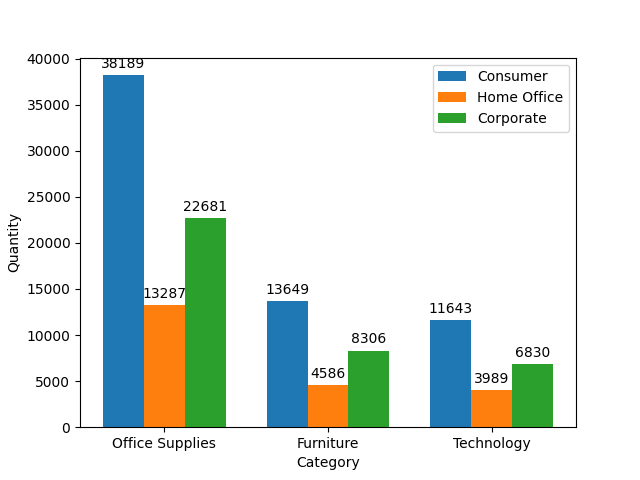 40000
35000
30000
25000
20000
15000
10000
5000
0
Quantity
38189
13287
22681
13649
4586
8306
11643
3989
6830
Consumer
Home Office
Corporate
Office Supplies
Furniture
Technology
Category